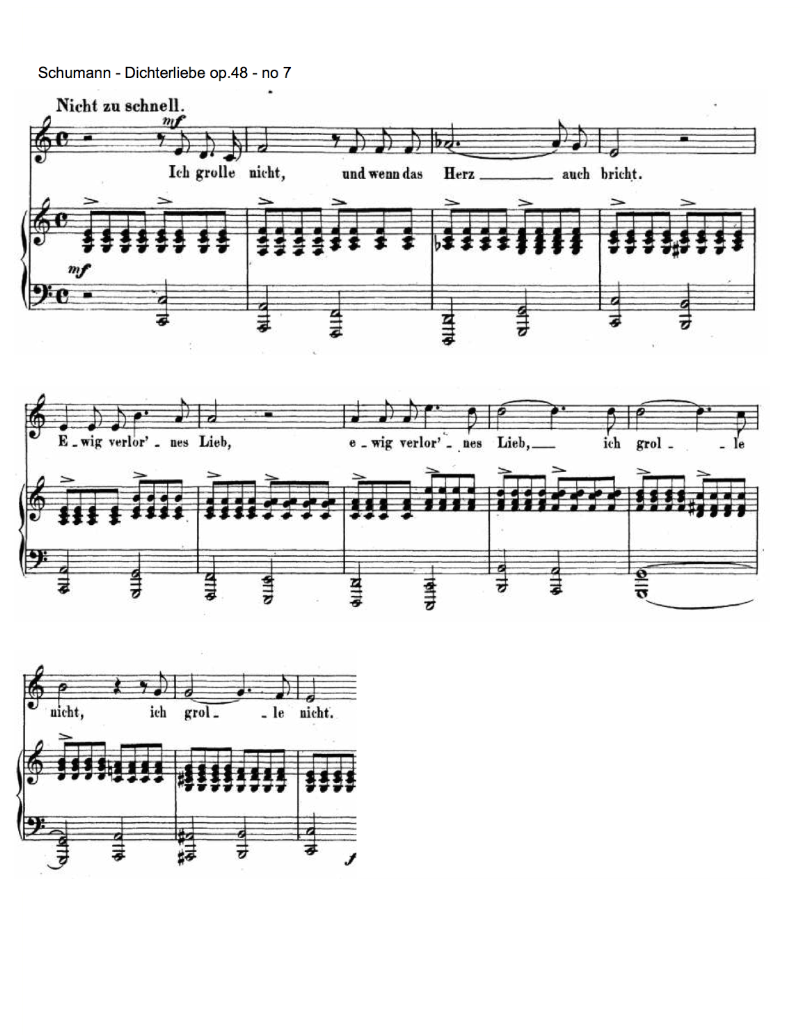 Schumann - Dichterliebe op.48 - no 7
Nicht zu schnell.
mf
Ich grolle nicht, und wenn das Herz auch bricht.
mf
E - wig verlor' - nes Lieb, e - wig verlor' - nes Lieb, ich grol - le
nicht, ich grol - le nicht.
f